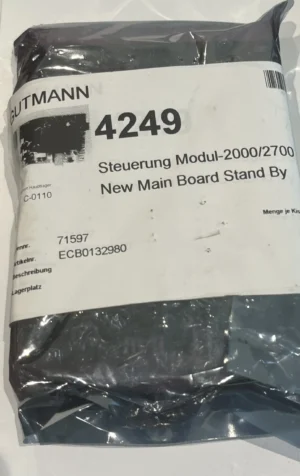 GUTMANN
4249
Steuerung Modul-2000/2700
New Main Board Stand By
C-0110
Menge je
71597
ECB0132980
Lagerplatz